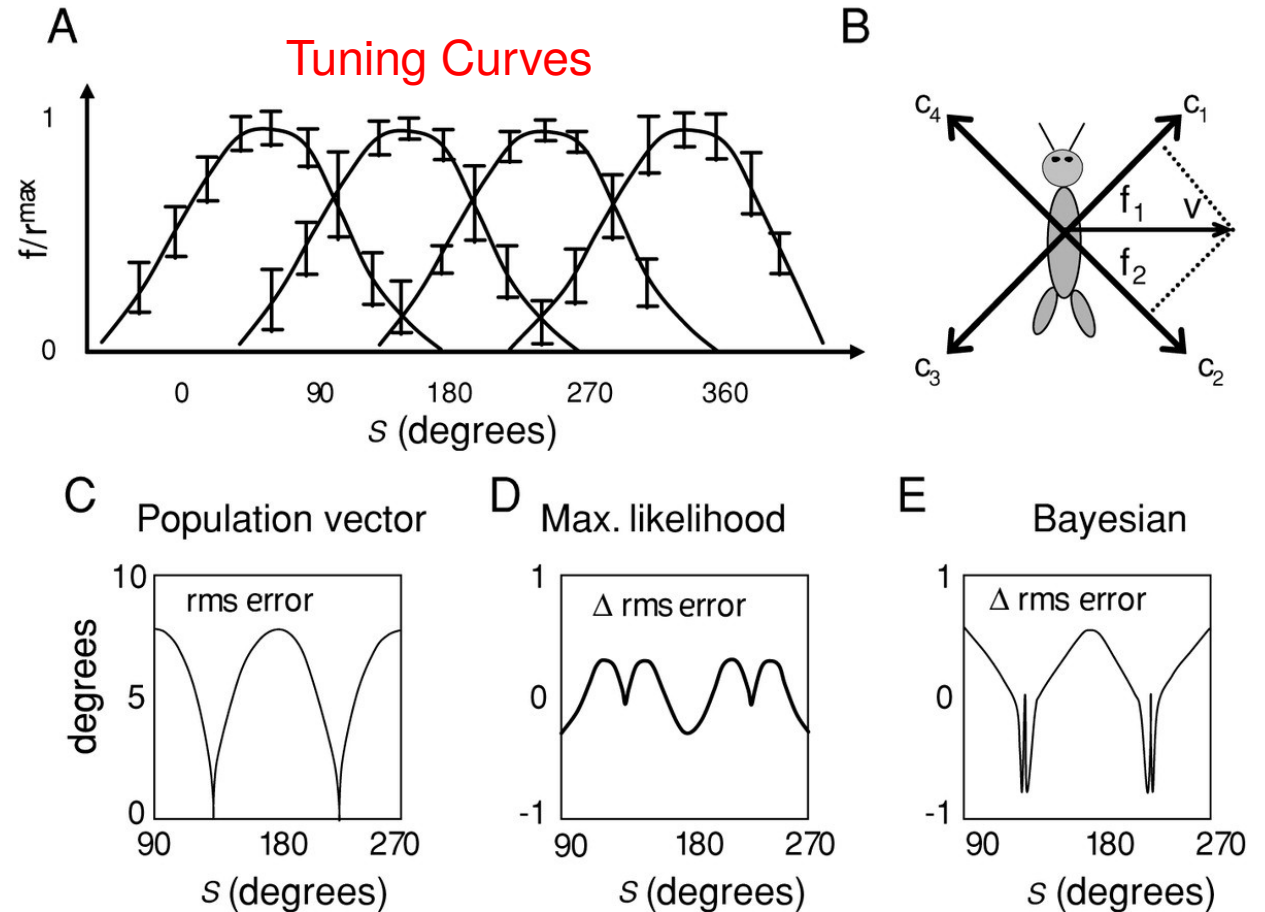 A
Tuning Curves
1
f/rmax
0
0 90 180 270 360
s (degrees)
B
c4 c1
f1 v
f2
c3 c2
C
Population vector
10
rms error
5
degrees
0
90 180 270
s (degrees)
D
Max. likelihood
1
Δ rms error
0
-1
90 180 270
s (degrees)
E
Bayesian
1
Δ rms error
0
-1
90 180 270
s (degrees)